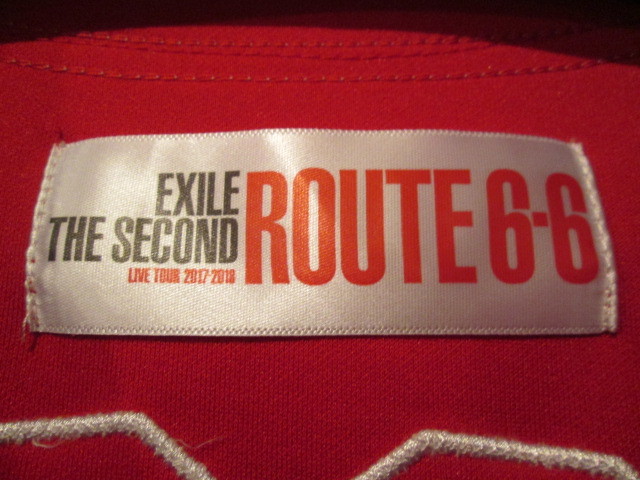 EXILE
THE SECOND
LIVE TOUR 2017-2018
ROUTE 6-6